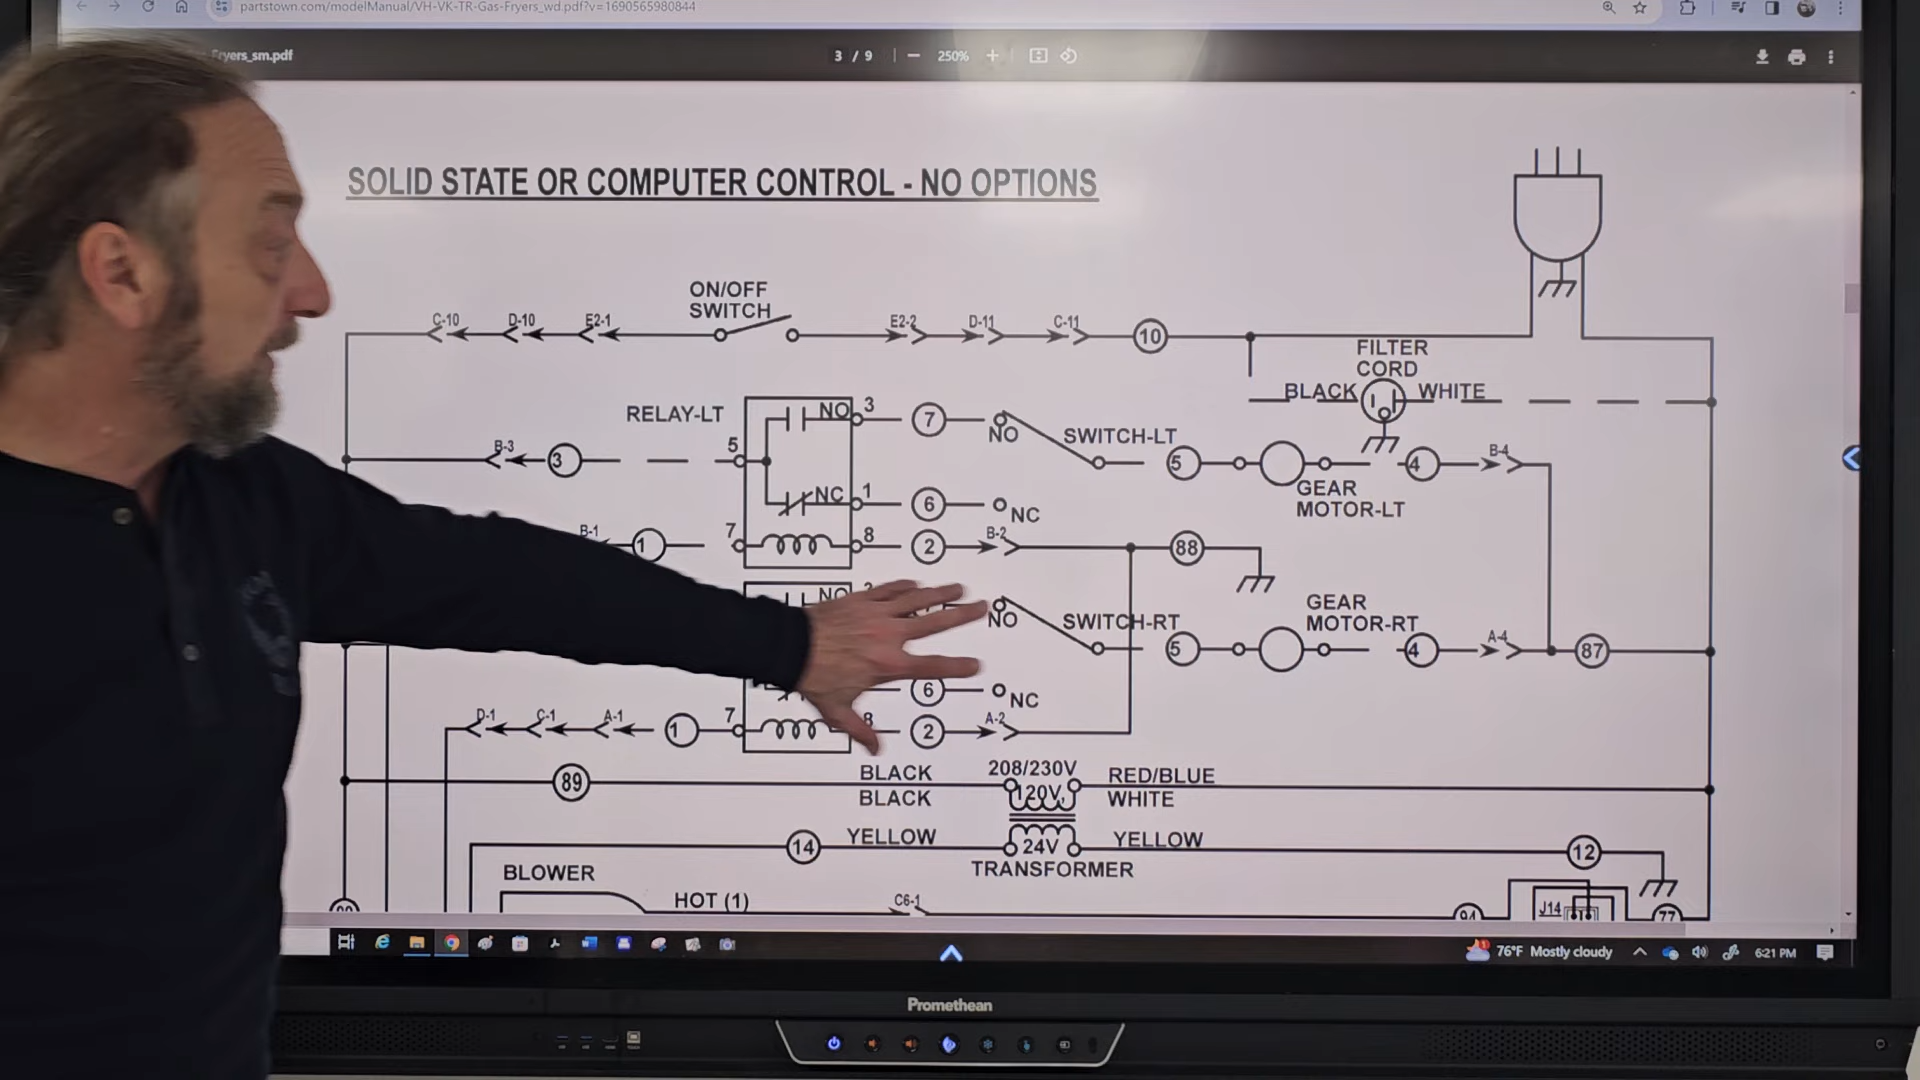 partstown.com/modelManual/VH-VK-TR-Gas-Fryers_wd.pdf?v=1690565980844
Fryers_sm.pdf
3 / 9
250%
SOLID STATE OR COMPUTER CONTROL - NO OPTIONS
ON/OFF
SWITCH
C-10 D-10 E2-1 E2-2 D-11 C-11 10
FILTER
CORD
BLACK WHITE
RELAY-LT
NO 3 7 NO
SWITCH-LT
B-3 3 5
5 4 B-4
GEAR
MOTOR-LT
NC 1 6 NC
B-1 1 7 8 2 B-2 88
NO NO
SWITCH-RT
GEAR
MOTOR-RT
5 4 A-4 87
6 NC
D-1 C-1 A-1 1 7 8 2 A-2
89
BLACK 208/230V RED/BLUE
BLACK 120V WHITE
14 YELLOW 24V YELLOW 12
TRANSFORMER
BLOWER
HOT (1) C6-1 94 J14 77
76°F Mostly cloudy
6:21 PM
Promethean